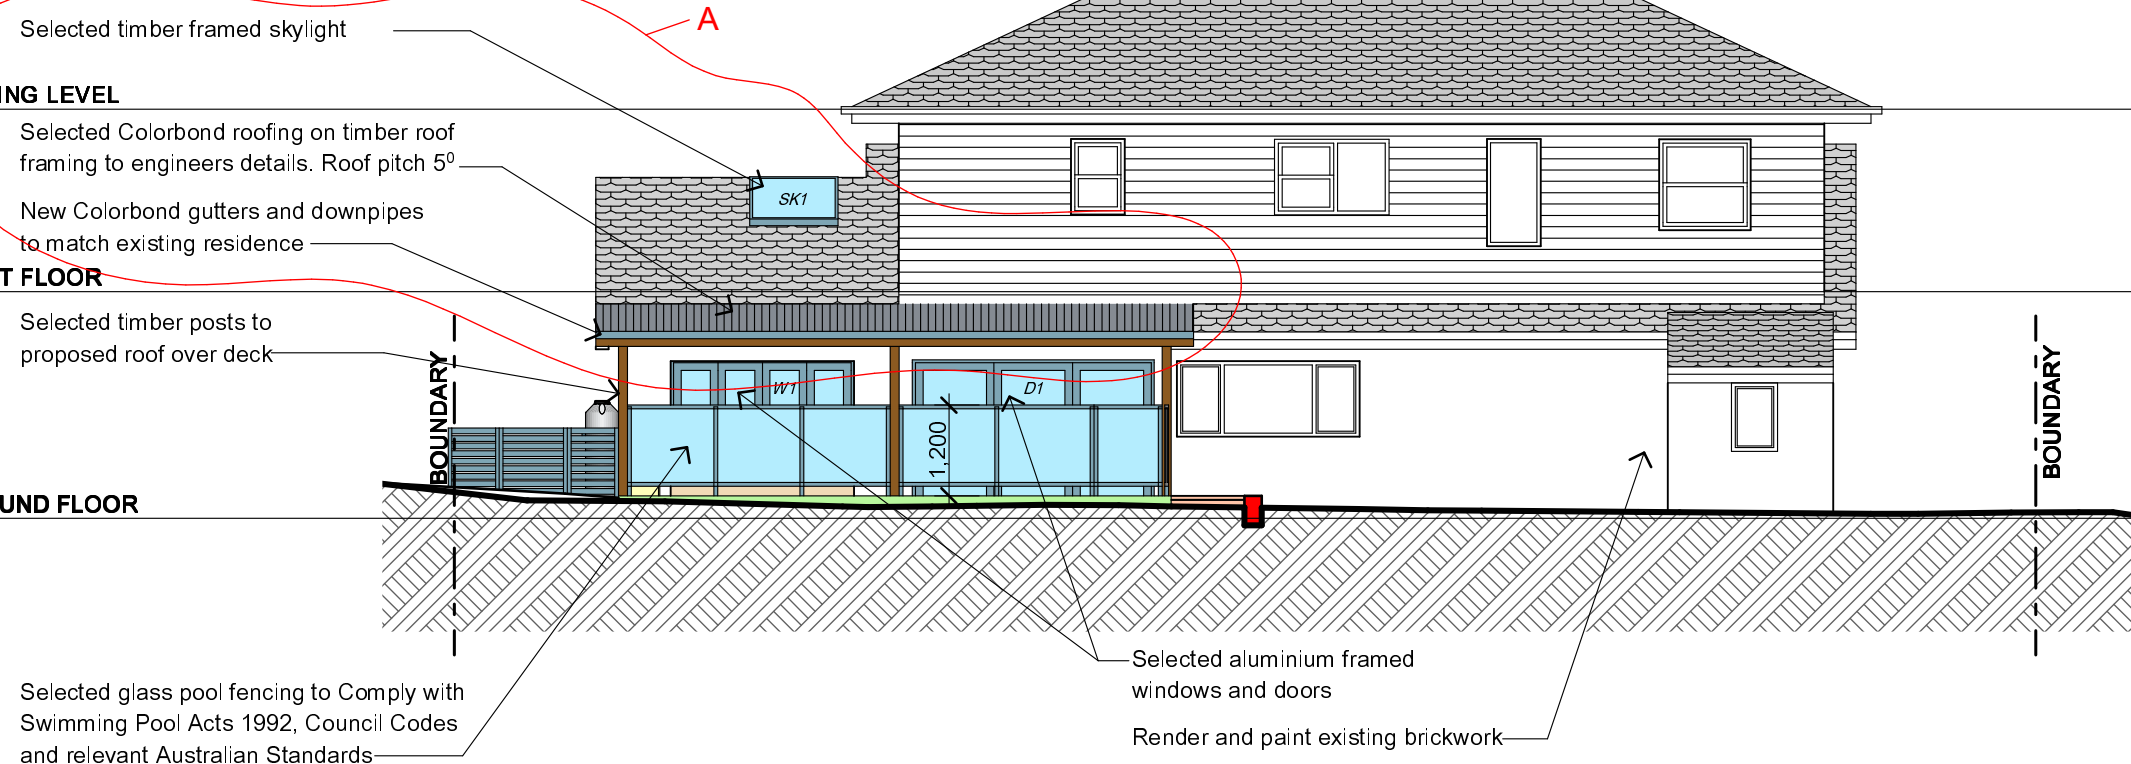 A
Selected timber framed skylight
ING LEVEL
Selected Colorbond roofing on timber roof
framing to engineers details. Roof pitch 5⁰
SK1
New Colorbond gutters and downpipes
to match existing residence
T FLOOR
Selected timber posts to
proposed roof over deck
BOUNDARY
W1
D1
1,200
BOUNDARY
UND FLOOR
Selected aluminium framed
windows and doors
Render and paint existing brickwork
Selected glass pool fencing to Comply with
Swimming Pool Acts 1992, Council Codes
and relevant Australian Standards